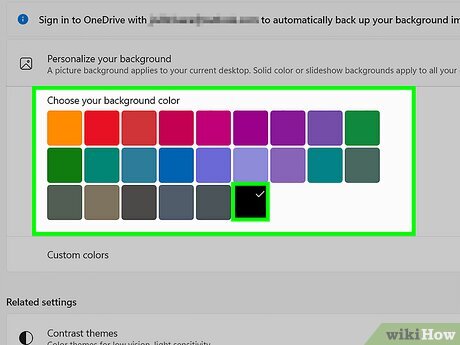 Sign in to OneDrive with to automatically back up your background im
Personalize your background
A picture background applies to your current desktop. Solid color or slideshow backgrounds apply to all your
Choose your background color
Custom colors
Related settings
Contrast themes
Color themes for low vision, light sensitivity
wikiHow